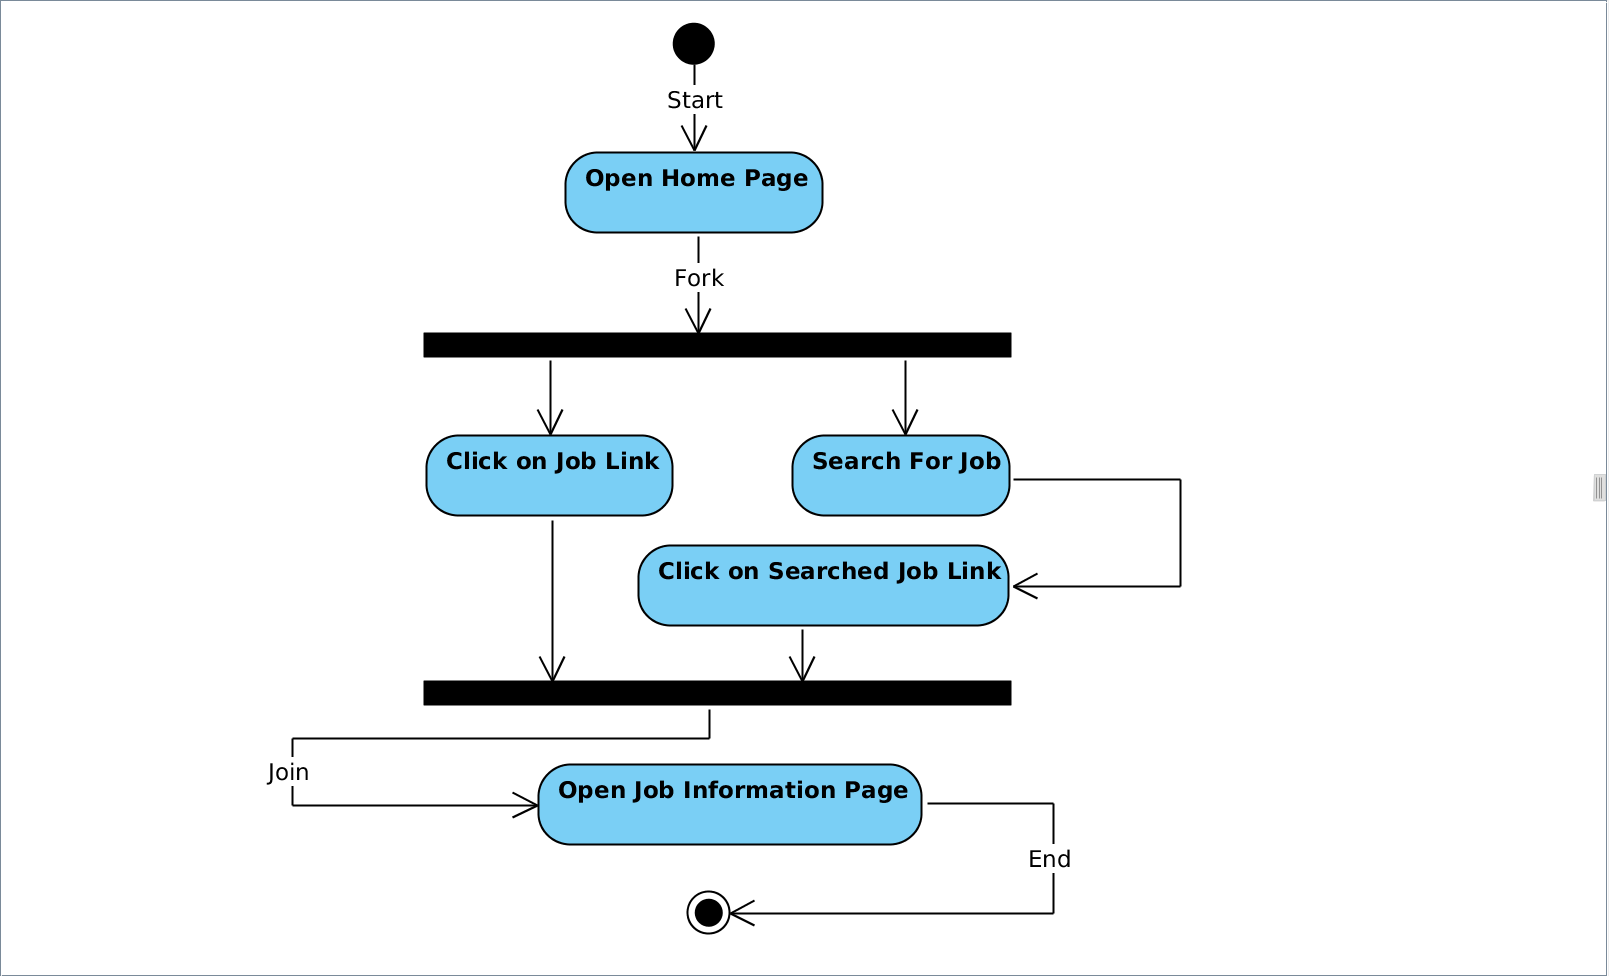 Start
Open Home Page
Fork
Click on Job Link
Search For Job
Click on Searched Job Link
Join
Open Job Information Page
End